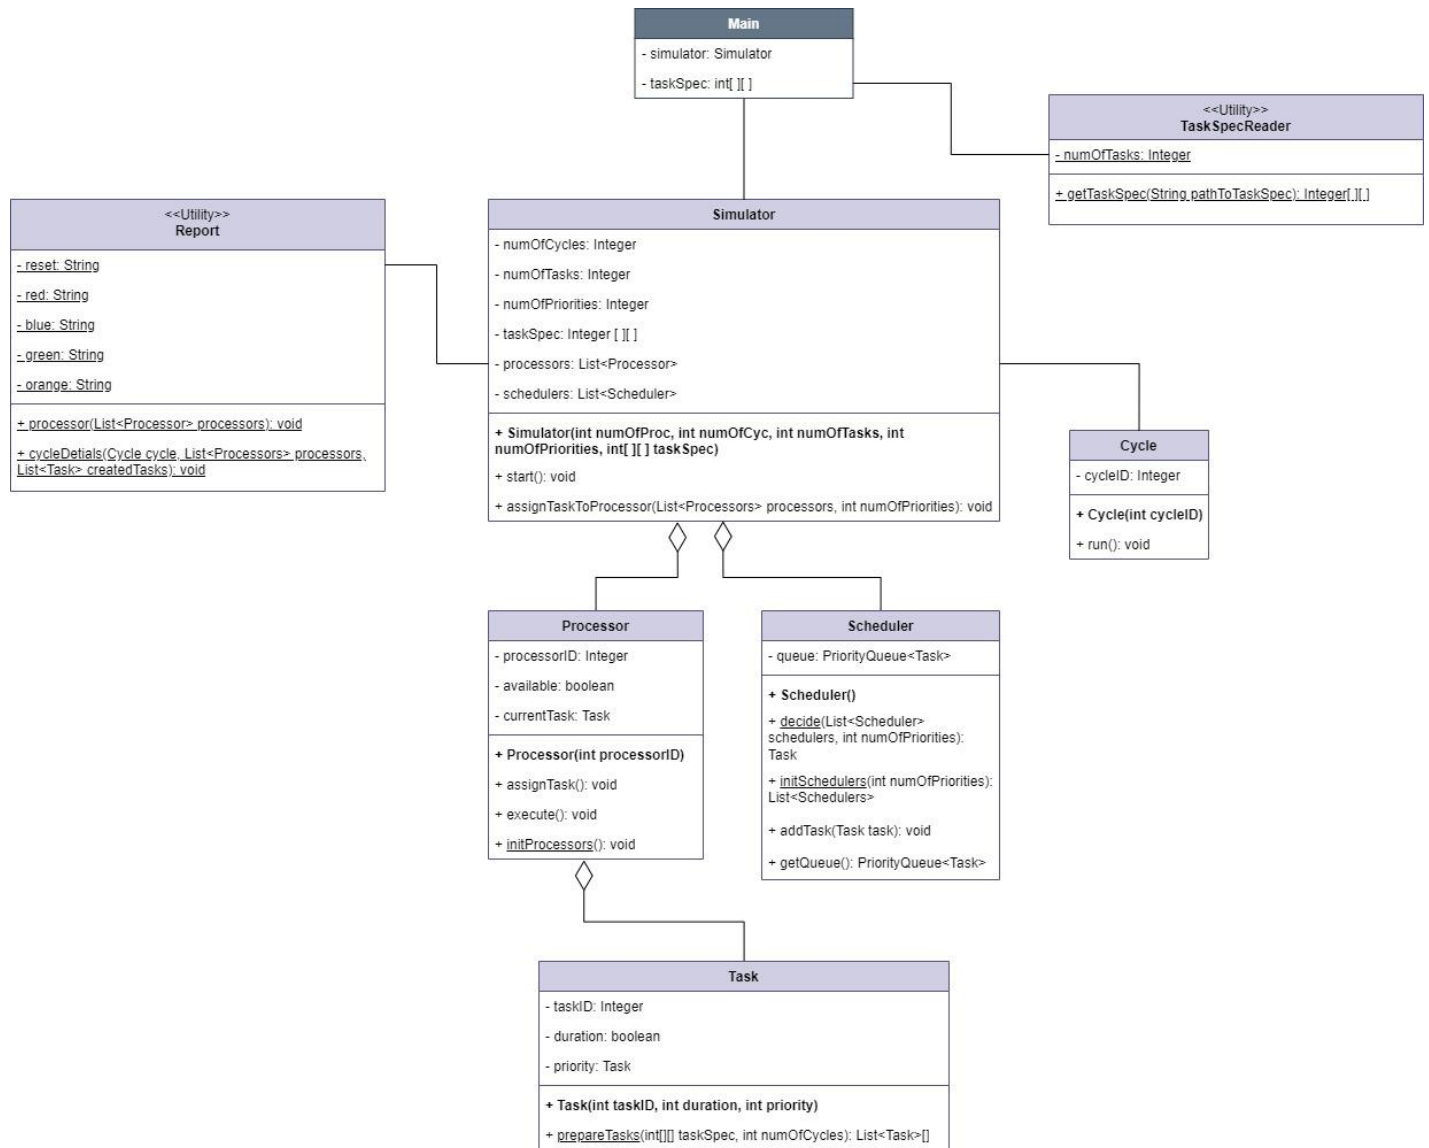 Main
- simulator: Simulator
- taskSpec: int[ ][ ]
<<Utility>>
TaskSpecReader
- numOfTasks: Integer
+ getTaskSpec(String pathToTaskSpec): Integer[ ][ ]
<<Utility>>
Report
- reset: String
- red: String
- blue: String
- green: String
- orange: String
+ processor(List<Processor> processors): void
+ cycleDetials(Cycle cycle, List<Processors> processors,
List<Task> createdTasks): void
Simulator
- numOfCycles: Integer
- numOfTasks: Integer
- numOfPriorities: Integer
- taskSpec: Integer [ ][ ]
- processors: List<Processor>
- schedulers: List<Scheduler>
+ Simulator(int numOfProc, int numOfCyc, int numOfTasks, int
numOfPriorities, int[ ][ ] taskSpec)
+ start(): void
+ assignTaskToProcessor(List<Processors> processors, int numOfPriorities): void
Cycle
- cycleID: Integer
+ Cycle(int cycleID)
+ run(): void
Processor
- processorID: Integer
- available: boolean
- currentTask: Task
+ Processor(int processorID)
+ assignTask(): void
+ execute(): void
+ initProcessors(): void
Scheduler
- queue: PriorityQueue<Task>
+ Scheduler()
+ decide(List<Scheduler>
schedulers, int numOfPriorities):
Task
+ initSchedulers(int numOfPriorities):
List<Schedulers>
+ addTask(Task task): void
+ getQueue(): PriorityQueue<Task>
Task
- taskID: Integer
- duration: boolean
- priority: Task
+ Task(int taskID, int duration, int priority)
+ prepareTasks(int[][] taskSpec, int numOfCycles): List<Task>[]